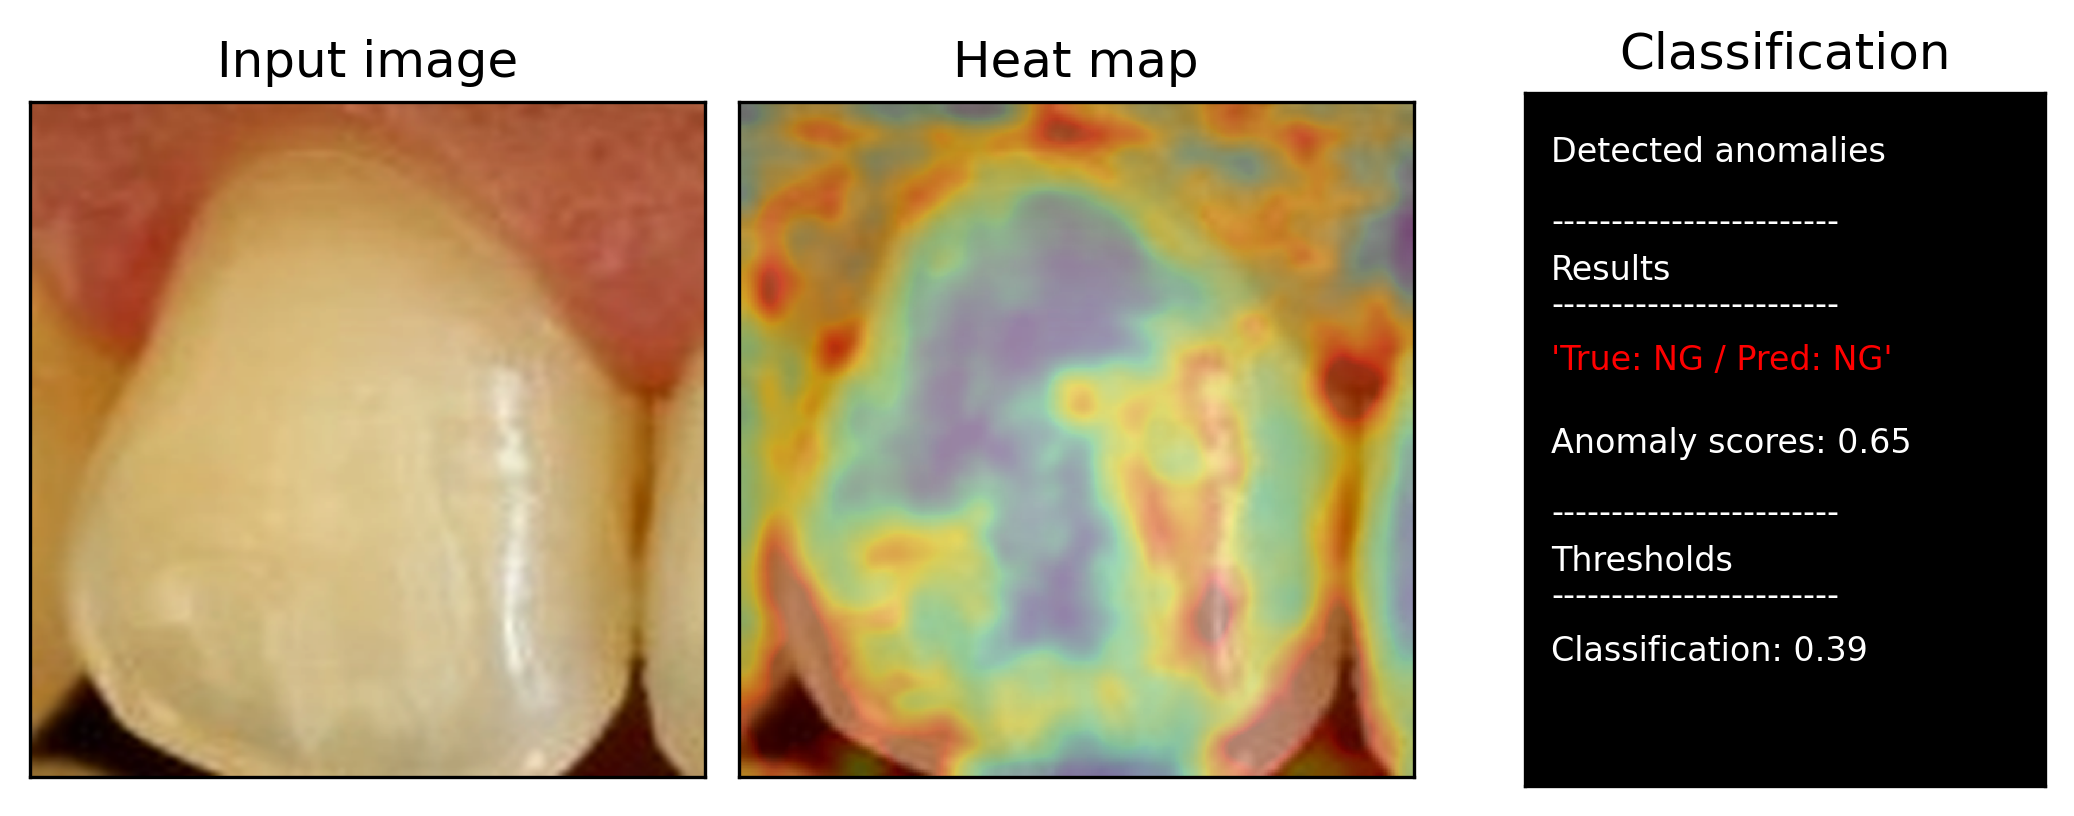 Input image
Heat map
Classification
Detected anomalies
------------------------
Results
------------------------
'True: NG / Pred: NG'
Anomaly scores: 0.65
------------------------
Thresholds
------------------------
Classification: 0.39